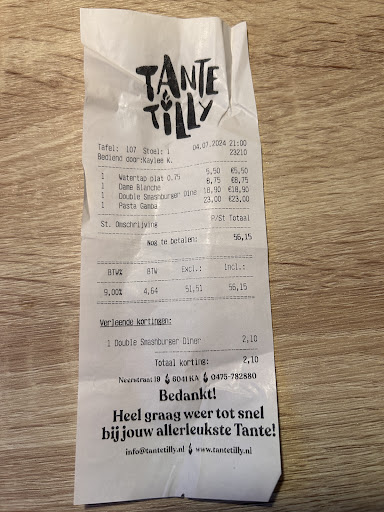 TANTE
TILLY
Tafel: 107 Stoel: 1 04.07.2024 21:00
Bediend door:Kaylee K. 23210
1 Watertap plat 0.75 5,50 €5,50
1 Dame Blanche 8,75 €8,75
1 Double Smashburger Dine 18,90 €18,90
1 Pasta Gamba 23,00 €23,00
St. Omschrijving P/St Totaal
Nog te betalen: 56,15
BTW% BTW Excl.: Incl.:
9,00% 4,64 51,51 56,15
Verleende kortingen:
1 Double Smashburger Diner 2,10
Totaal korting: 2,10
Neerstraat 19 6041 KA 0475-782880
Bedankt!
Heel graag weer tot snel
bij jouw allerleukste Tante!
info@tantetilly.nl www.tantetilly.nl